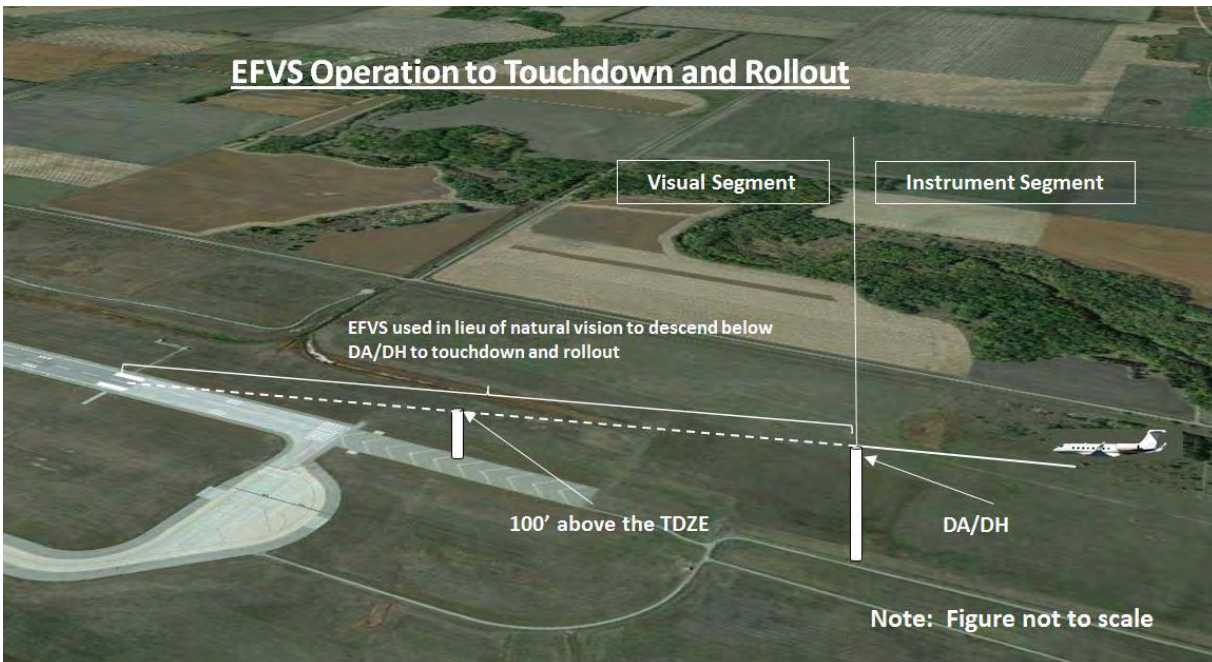 EFVS Operation to Touchdown and Rollout
Visual Segment
Instrument Segment
EFVS used in lieu of natural vision to descend below
DA/DH to touchdown and rollout
100’ above the TDZE
DA/DH
Note: Figure not to scale